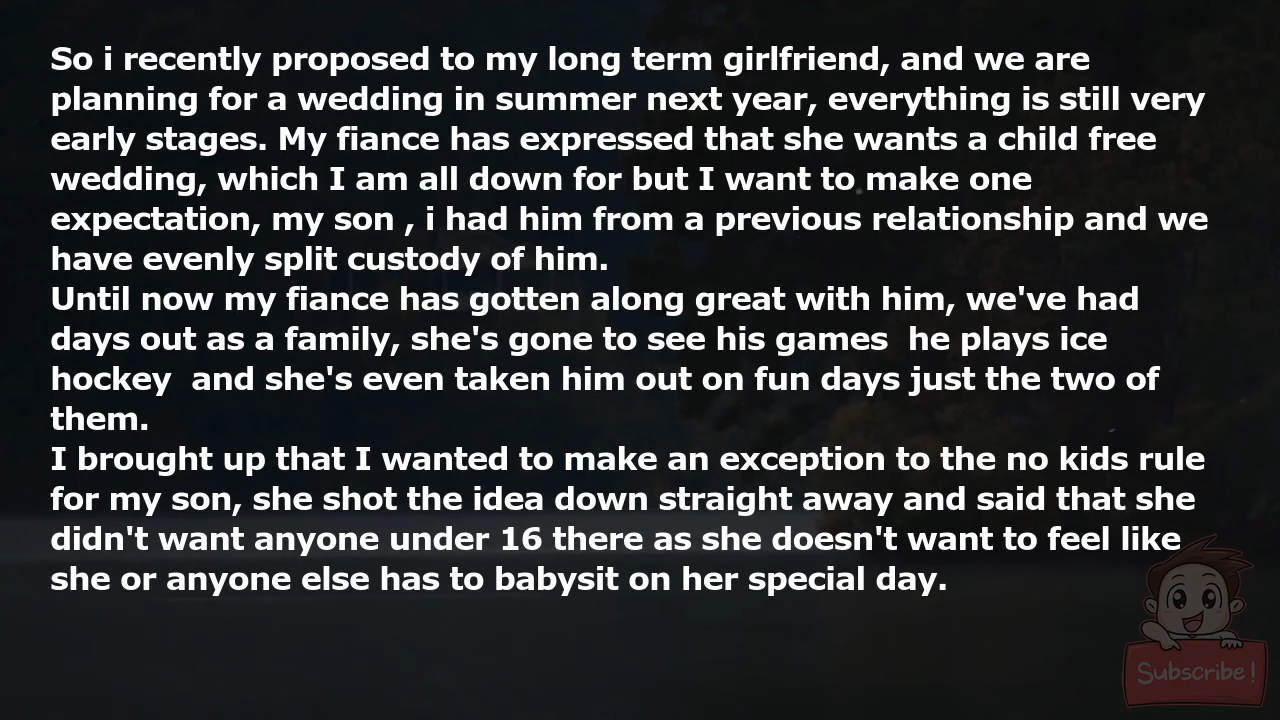 So i recently proposed to my long term girlfriend, and we are
planning for a wedding in summer next year, everything is still very
early stages. My fiance has expressed that she wants a child free
wedding, which I am all down for but I want to make one
expectation, my son , i had him from a previous relationship and we
have evenly split custody of him.
Until now my fiance has gotten along great with him, we've had
days out as a family, she's gone to see his games  he plays ice
hockey  and she's even taken him out on fun days just the two of
them.
I brought up that I wanted to make an exception to the no kids rule
for my son, she shot the idea down straight away and said that she
didn't want anyone under 16 there as she doesn't want to feel like
she or anyone else has to babysit on her special day.
Subscribe!